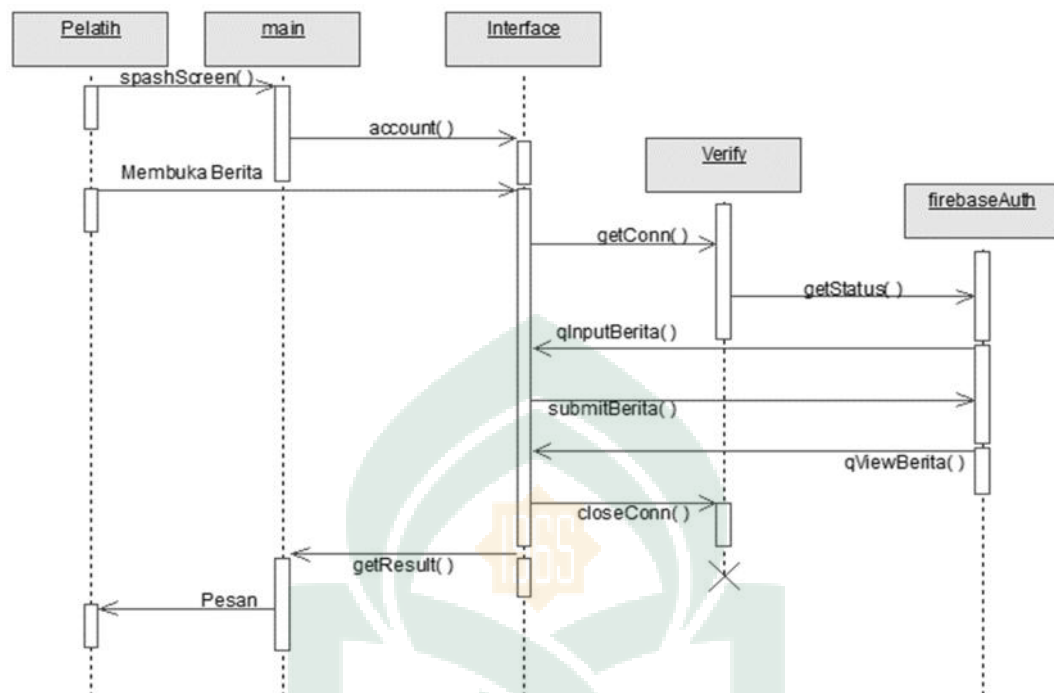 Pelatih
main
Interface
spashScreen( )
account( )
Verify
Membuka Berita
firebaseAuth
getConn( )
getStatus( )
qInputBerita( )
submitBerita( )
qViewBerita( )
closeConn( )
getResult( )
Pesan